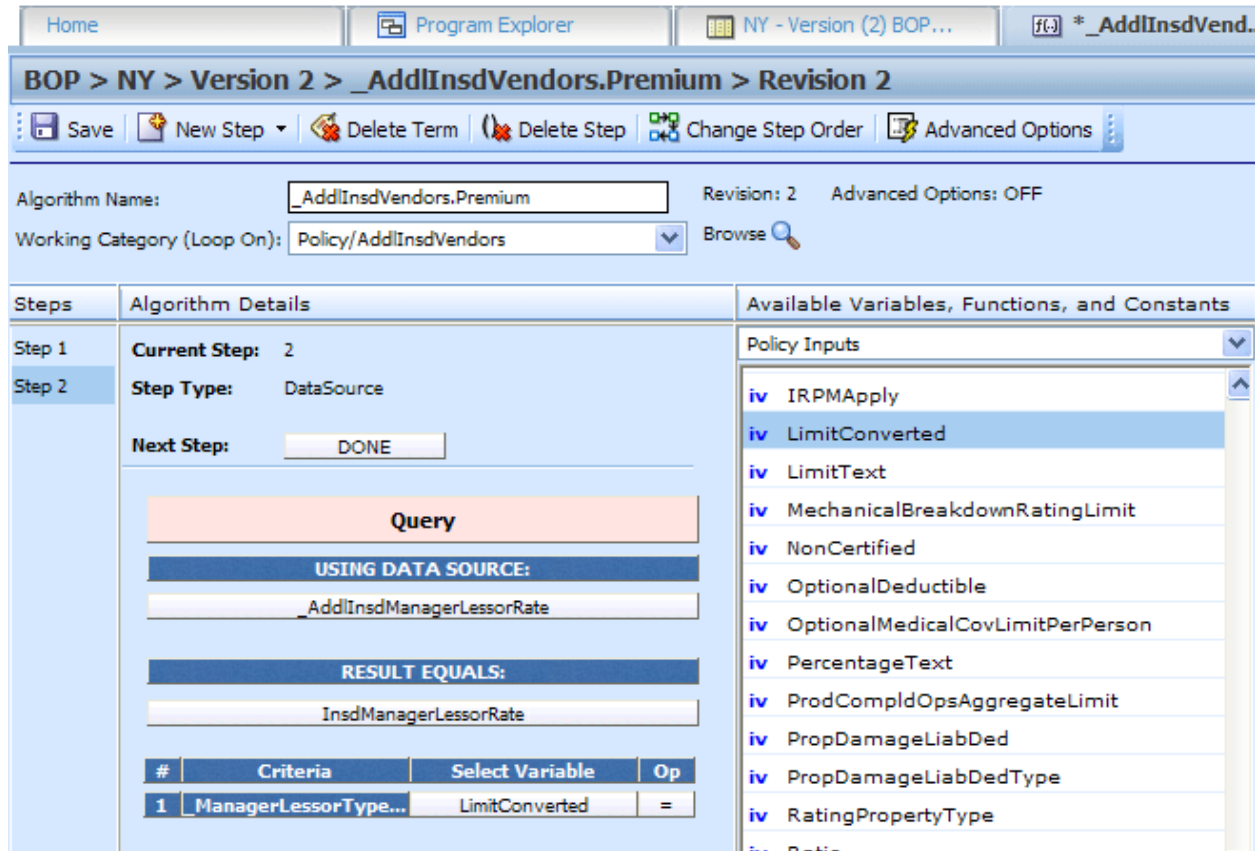 Home Program Explorer NY - Version (2) BOP... f(.) *_AddlInsdVend..
BOP > NY > Version 2 > _AddlInsdVendors.Premium > Revision 2
Save New Step Delete Term Delete Step Change Step Order Advanced Options
Algorithm Name: _AddlInsdVendors.Premium Revision: 2 Advanced Options: OFF
Working Category (Loop On): Policy/AddlInsdVendors Browse
Steps Algorithm Details Available Variables, Functions, and Constants
Step 1 Current Step: 2 Policy Inputs
Step 2 Step Type: DataSource iv IRPMApply
Next Step: DONE iv LimitConverted
iv LimitText
Query iv MechanicalBreakdownRatingLimit
iv NonCertified
USING DATA SOURCE: iv OptionalDeductible
_AddlInsdManagerLessorRate iv OptionalMedicalCovLimitPerPerson
RESULT EQUALS: iv PercentageText
InsdManagerLessorRate iv ProdCompldOpsAggregateLimit
iv PropDamageLiabDed
# Criteria Select Variable Op iv PropDamageLiabDedType
1 _ManagerLessorType... LimitConverted = iv RatingPropertyType